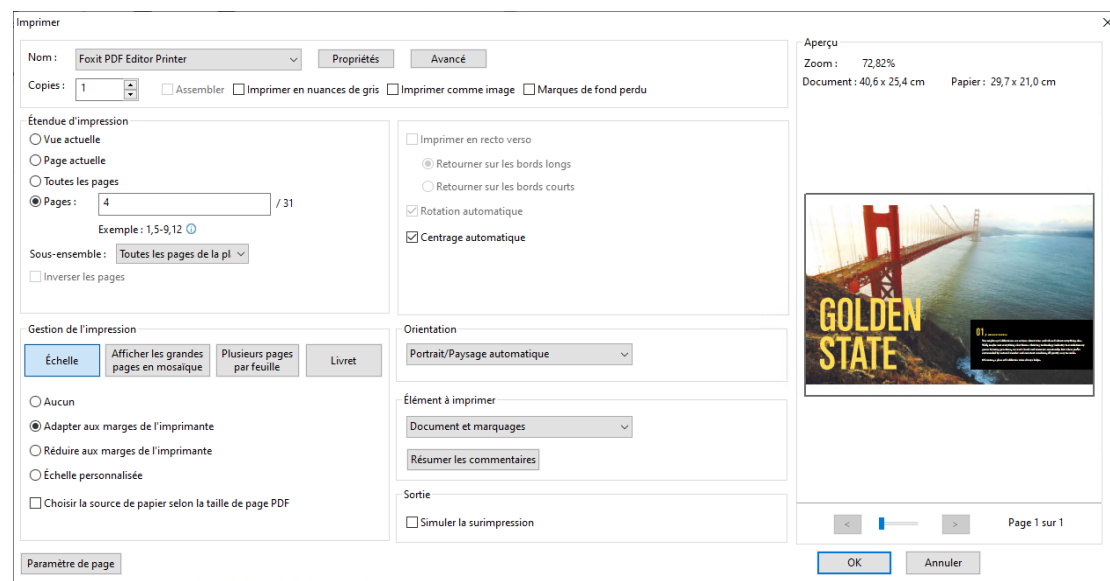 Imprimer
Nom :
Foxit PDF Editor Printer
Propriétés
Avancé
Copies :
1
Assembler
Imprimer en nuances de gris
Imprimer comme image
Marques de fond perdu
Étendue d'impression
Vue actuelle
Page actuelle
Toutes les pages
Pages :
4
/ 31
Exemple : 1,5-9,12
Sous-ensemble :
Toutes les pages de la pl
Inverser les pages
Imprimer en recto verso
Retourner sur les bords longs
Retourner sur les bords courts
Rotation automatique
Centrage automatique
Gestion de l'impression
Échelle
Afficher les grandes
pages en mosaïque
Plusieurs pages
par feuille
Livret
Aucun
Adapter aux marges de l'imprimante
Réduire aux marges de l'imprimante
Échelle personnalisée
Choisir la source de papier selon la taille de page PDF
Orientation
Portrait/Paysage automatique
Élément à imprimer
Document et marquages
Résumer les commentaires
Sortie
Simuler la surimpression
Paramètre de page
Aperçu
Zoom :
72,82%
Document : 40,6 x 25,4 cm
Papier : 29,7 x 21,0 cm
GOLDEN
STATE
01
<
>
Page 1 sur 1
OK
Annuler